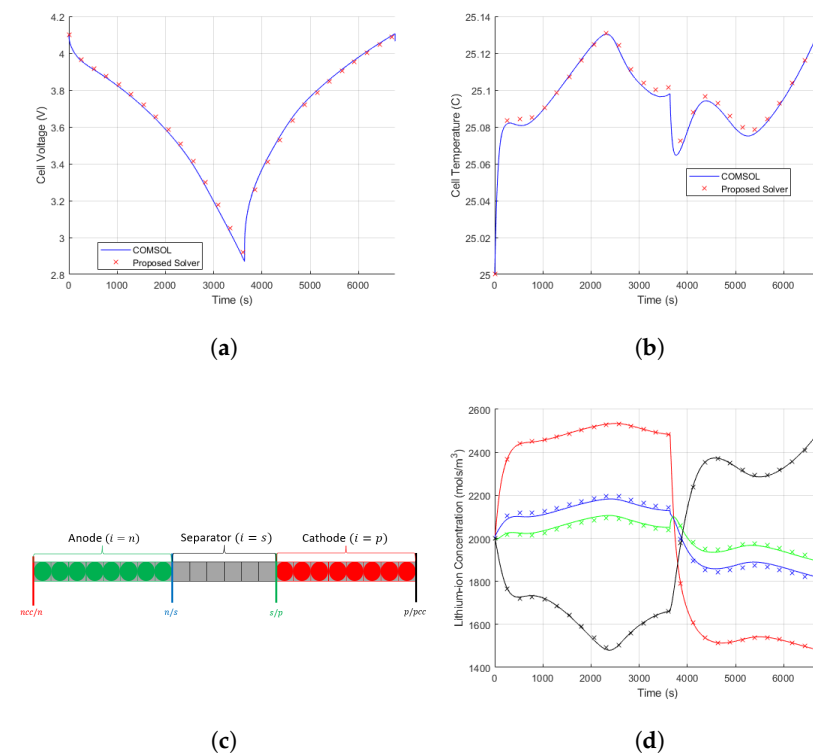 4.2
4
3.8
3.6
3.4
3.2
3
2.8
Cell Voltage (V)
COMSOL
Proposed Solver
0 1000 2000 3000 4000 5000 6000
Time (s)
(a)
25.14
25.12
25.1
25.08
25.06
25.04
25.02
25
Cell Temperature (C)
COMSOL
Proposed Solver
0 1000 2000 3000 4000 5000 6000
Time (s)
(b)
Anode (i = n) Separator (i = s) Cathode (i = p)
ncc/n n/s s/p p/pcc
(c)
2600
2400
2200
2000
1800
1600
1400
Lithium-ion Concentration (mols/m³)
0 1000 2000 3000 4000 5000 6000
Time (s)
(d)